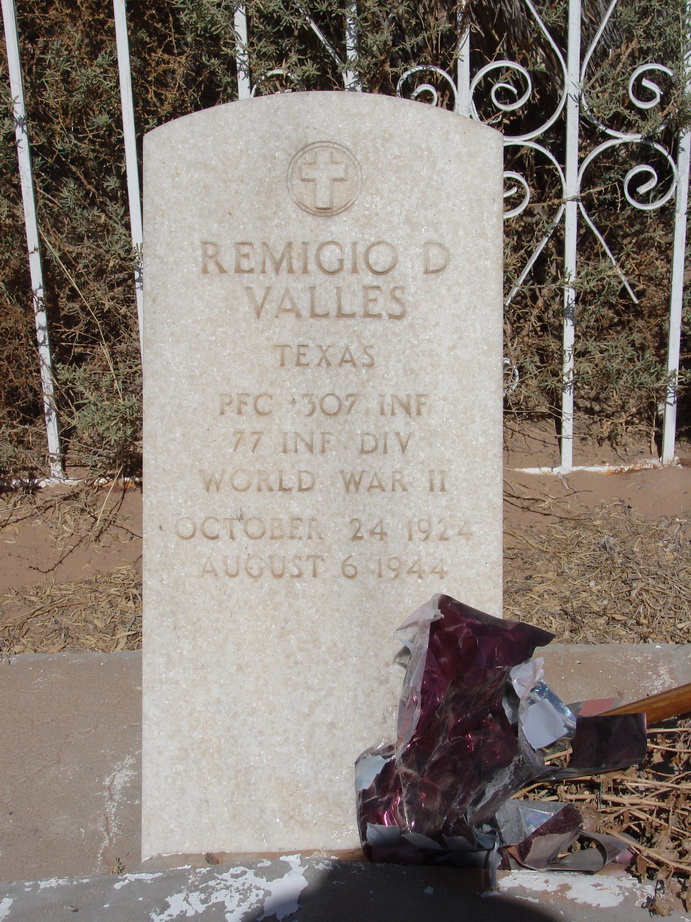 REMIGIO D
VALLES
TEXAS
PFC 307 INF
77 INF DIV
WORLD WAR II
OCTOBER 24 1924
AUGUST 6 1944